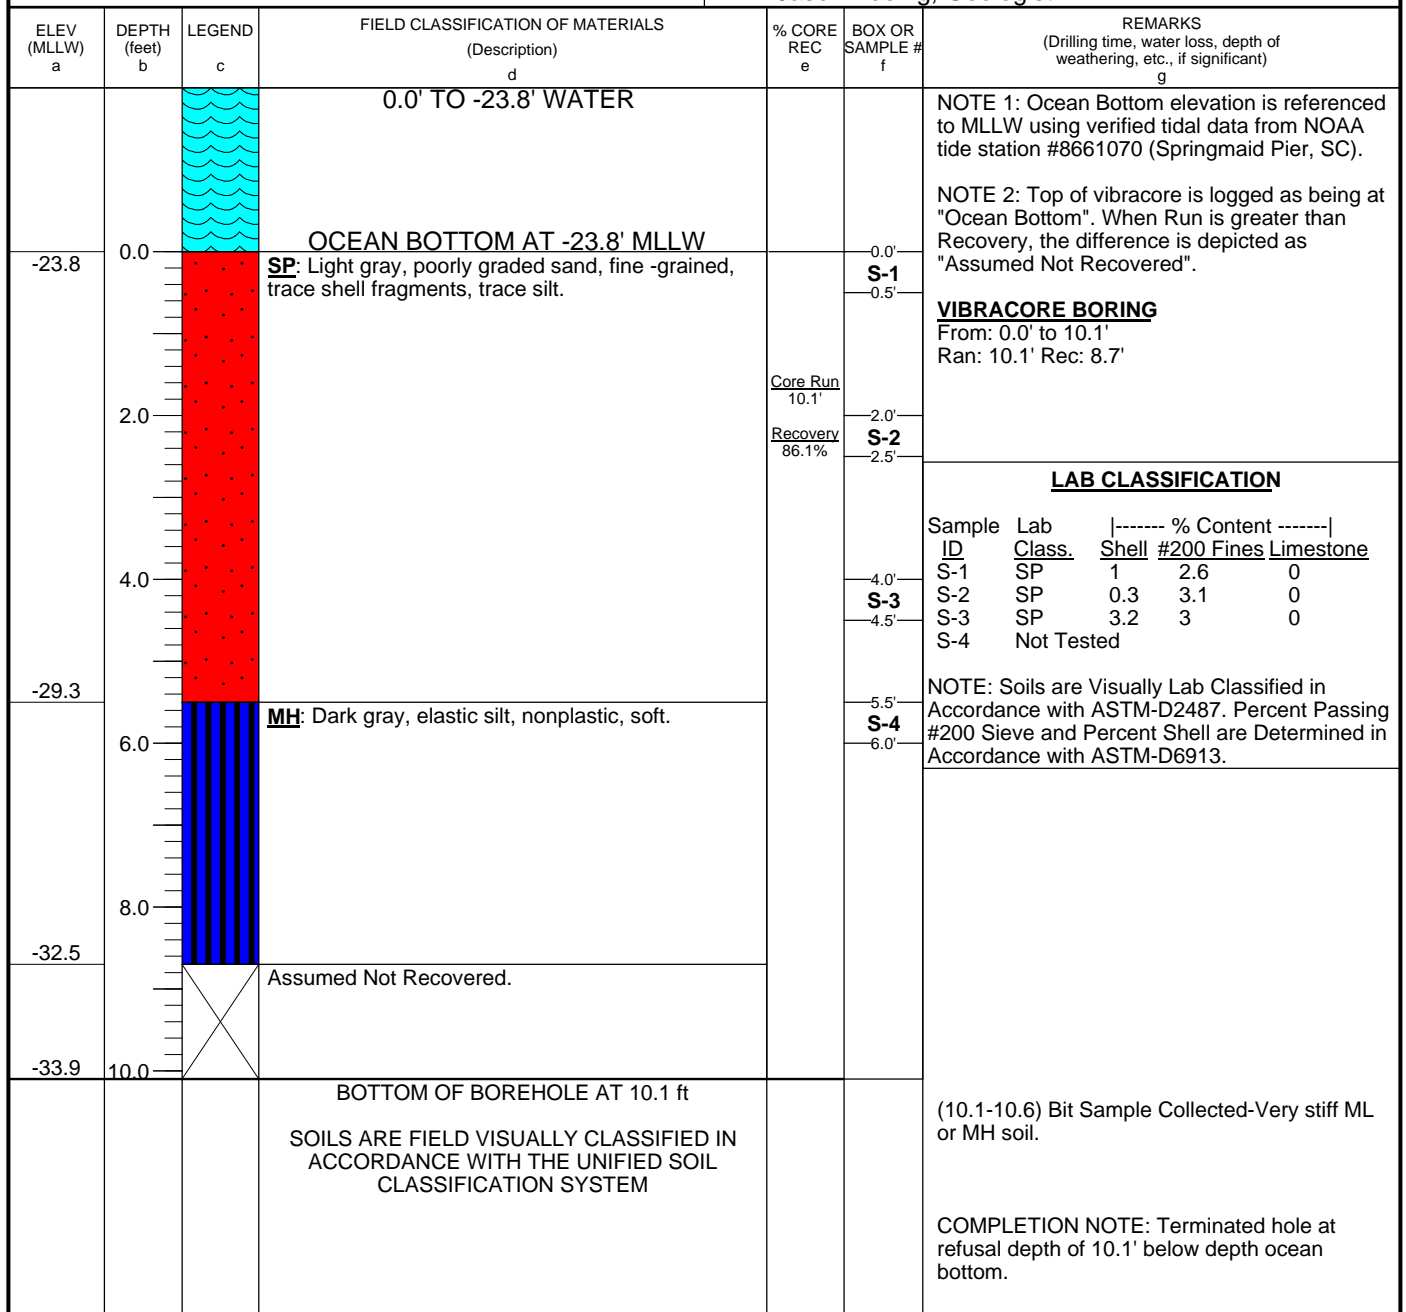 ELEV
(MLLW)
a
DEPTH
(feet)
b
LEGEND
c
FIELD CLASSIFICATION OF MATERIALS
(Description)
d
% CORE
REC
e
BOX OR
SAMPLE #
f
REMARKS
(Drilling time, water loss, depth of
weathering, etc., if significant)
g
0.0' TO -23.8' WATER
OCEAN BOTTOM AT -23.8' MLLW
-23.8
0.0
SP: Light gray, poorly graded sand, fine -grained,
trace shell fragments, trace silt.
2.0
4.0
-29.3
MH: Dark gray, elastic silt, nonplastic, soft.
6.0
8.0
-32.5
Assumed Not Recovered.
-33.9
10.0
BOTTOM OF BOREHOLE AT 10.1 ft
SOILS ARE FIELD VISUALLY CLASSIFIED IN
ACCORDANCE WITH THE UNIFIED SOIL
CLASSIFICATION SYSTEM
Core Run
10.1'
Recovery
86.1%
0.0'
S-1
0.5'
2.0'
S-2
2.5'
4.0'
S-3
4.5'
5.5'
S-4
6.0'
NOTE 1: Ocean Bottom elevation is referenced
to MLLW using verified tidal data from NOAA
tide station #8661070 (Springmaid Pier, SC).
NOTE 2: Top of vibracore is logged as being at
"Ocean Bottom". When Run is greater than
Recovery, the difference is depicted as
"Assumed Not Recovered".
VIBRACORE BORING
From: 0.0' to 10.1'
Ran: 10.1' Rec: 8.7'
LAB CLASSIFICATION
Sample Lab |------- % Content -------|
ID Class. Shell #200 Fines Limestone
S-1 SP 1 2.6 0
S-2 SP 0.3 3.1 0
S-3 SP 3.2 3 0
S-4 Not Tested
NOTE: Soils are Visually Lab Classified in
Accordance with ASTM-D2487. Percent Passing
#200 Sieve and Percent Shell are Determined in
Accordance with ASTM-D6913.
(10.1-10.6) Bit Sample Collected-Very stiff ML
or MH soil.
COMPLETION NOTE: Terminated hole at
refusal depth of 10.1' below depth ocean
bottom.